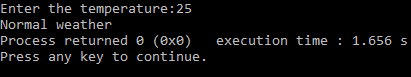 Enter the temperature:25
Normal weather
Process returned 0 (0x0)   execution time : 1.656 s
Press any key to continue.